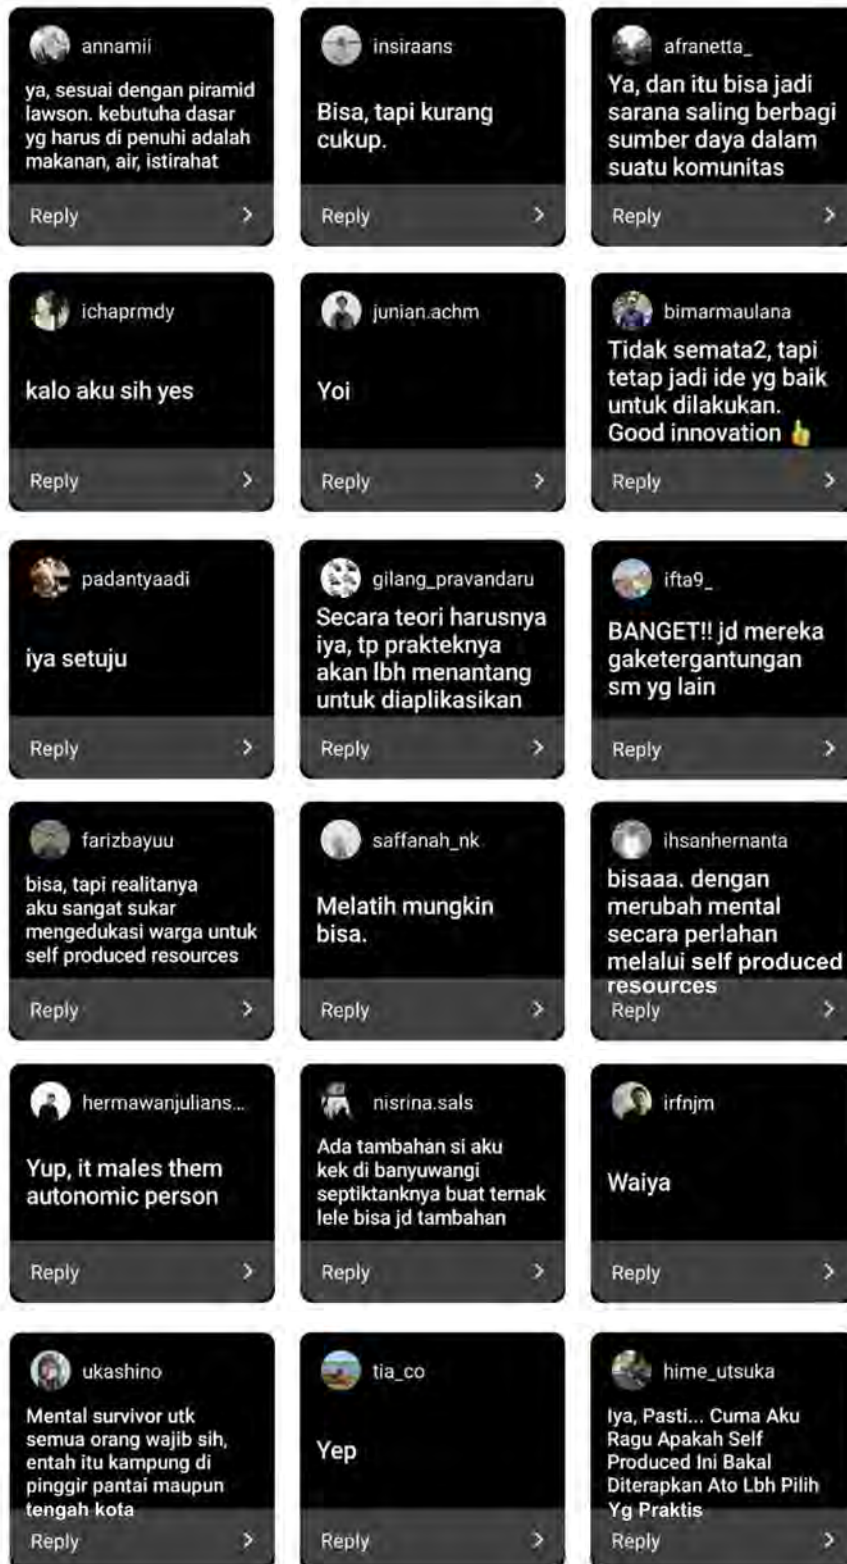 annamii
ya, sesuai dengan piramid
lawson. kebutuha dasar
yg harus di penuhi adalah
makanan, air, istirahat
Reply
insiraans
Bisa, tapi kurang
cukup.
Reply
afranetta_
Ya, dan itu bisa jadi
sarana saling berbagi
sumber daya dalam
suatu komunitas
Reply
ichaprmdy
kalo aku sih yes
Reply
junian.achm
Yoi
Reply
bimarmaulana
Tidak semata2, tapi
tetap jadi ide yg baik
untuk dilakukan.
Good innovation 👍
Reply
padantyaadi
iya setuju
Reply
gilang_pravandaru
Secara teori harusnya
iya, tp prakteknya
akan lbh menantang
untuk diaplikasikan
Reply
ifta9_
BANGET!! jd mereka
gaketergantungan
sm yg lain
Reply
farizbayuu
bisa, tapi realitanya
aku sangat sukar
mengedukasi warga untuk
self produced resources
Reply
saffanah_nk
Melatih mungkin
bisa.
Reply
ihsanhernanta
bisaaa. dengan
merubah mental
secara perlahan
melalui self produced
resources
Reply
hermawanjulians...
Yup, it males them
autonomic person
Reply
nisrina.sals
Ada tambahan si aku
kek di banyuwangi
septiktanknya buat ternak
lele bisa jd tambahan
Reply
irfnjm
Waiya
Reply
ukashino
Mental survivor utk
semua orang wajib sih,
entah itu kampung di
pinggir pantai maupun
tengah kota
Reply
tia_co
Yep
Reply
hime_utsuka
Iya, Pasti... Cuma Aku
Ragu Apakah Self
Produced Ini Bakal
Diterapkan Ato Lbh Pilih
Yg Praktis
Reply